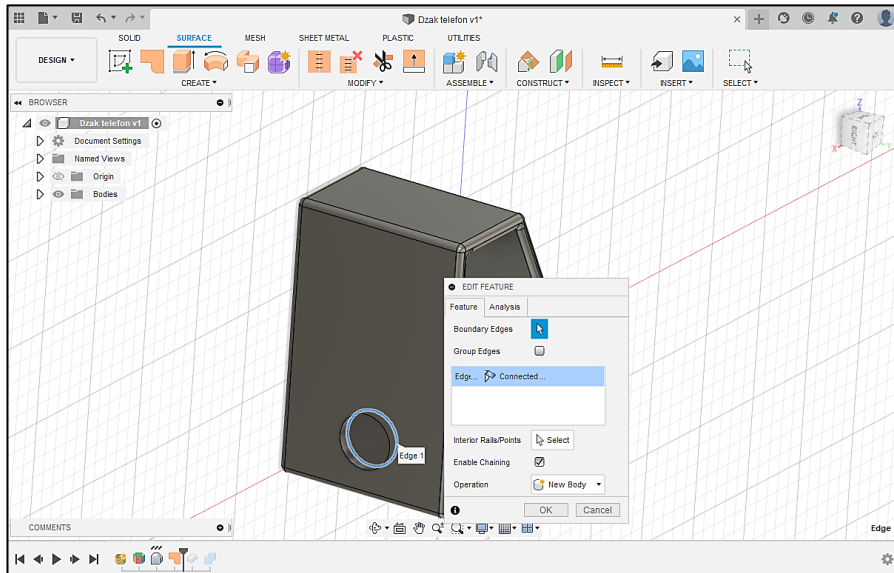 Dzak telefon v1*
SOLID SURFACE MESH SHEET METAL PLASTIC UTILITIES
DESIGN
CREATE MODIFY ASSEMBLE CONSTRUCT INSPECT INSERT SELECT
BROWSER
Dzak telefon v1
Document Settings
Named Views
Origin
Bodies
Z
RIGHT
X
Y
EDIT FEATURE
Feature Analysis
Boundary Edges
Group Edges
Edge... Connected...
Interior Rails/Points Select
Edge 1
Enable Chaining
Operation New Body
OK Cancel
COMMENTS
Edge